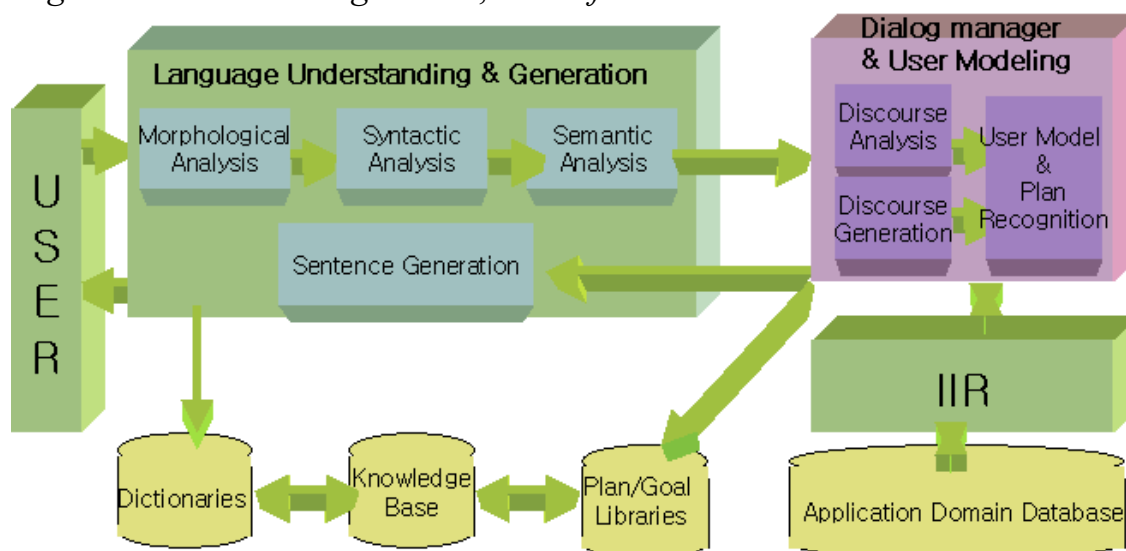 Language Understanding & Generation
Morphological
Analysis
Syntactic
Analysis
Semantic
Analysis
Sentence Generation
USER
Dialog manager
& User Modeling
Discourse
Analysis
Discourse
Generation
User Model
&
Plan
Recognition
IIR
Dictionaries
Knowledge
Base
Plan/Goal
Libraries
Application Domain Database